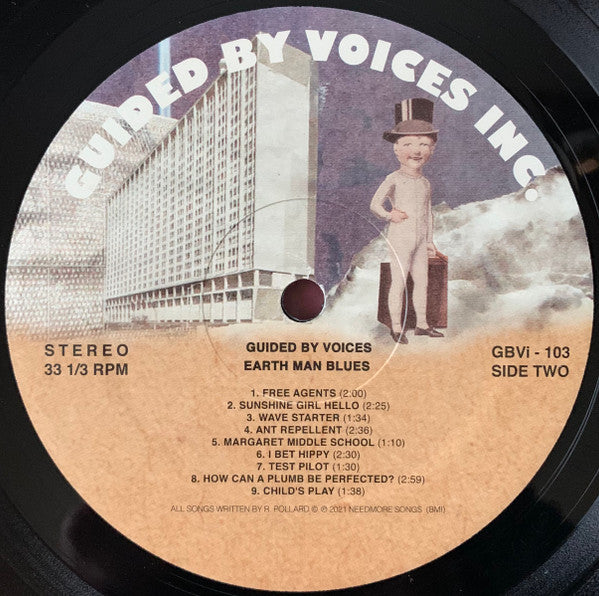 GUIDED BY VOICES INC.
STEREO
33 1/3 RPM
GUIDED BY VOICES
EARTH MAN BLUES
GBVi - 103
SIDE TWO
1. FREE AGENTS (2:00)
2. SUNSHINE GIRL HELLO (2:25)
3. WAVE STARTER (1:34)
4. ANT REPELLENT (2:36)
5. MARGARET MIDDLE SCHOOL (1:10)
6. I BET HIPPY (2:30)
7. TEST PILOT (1:30)
8. HOW CAN A PLUMB BE PERFECTED? (2:59)
9. CHILD'S PLAY (1:38)
ALL SONGS WRITTEN BY R. POLLARD © ℗ 2021 NEEDMORE SONGS (BMI)